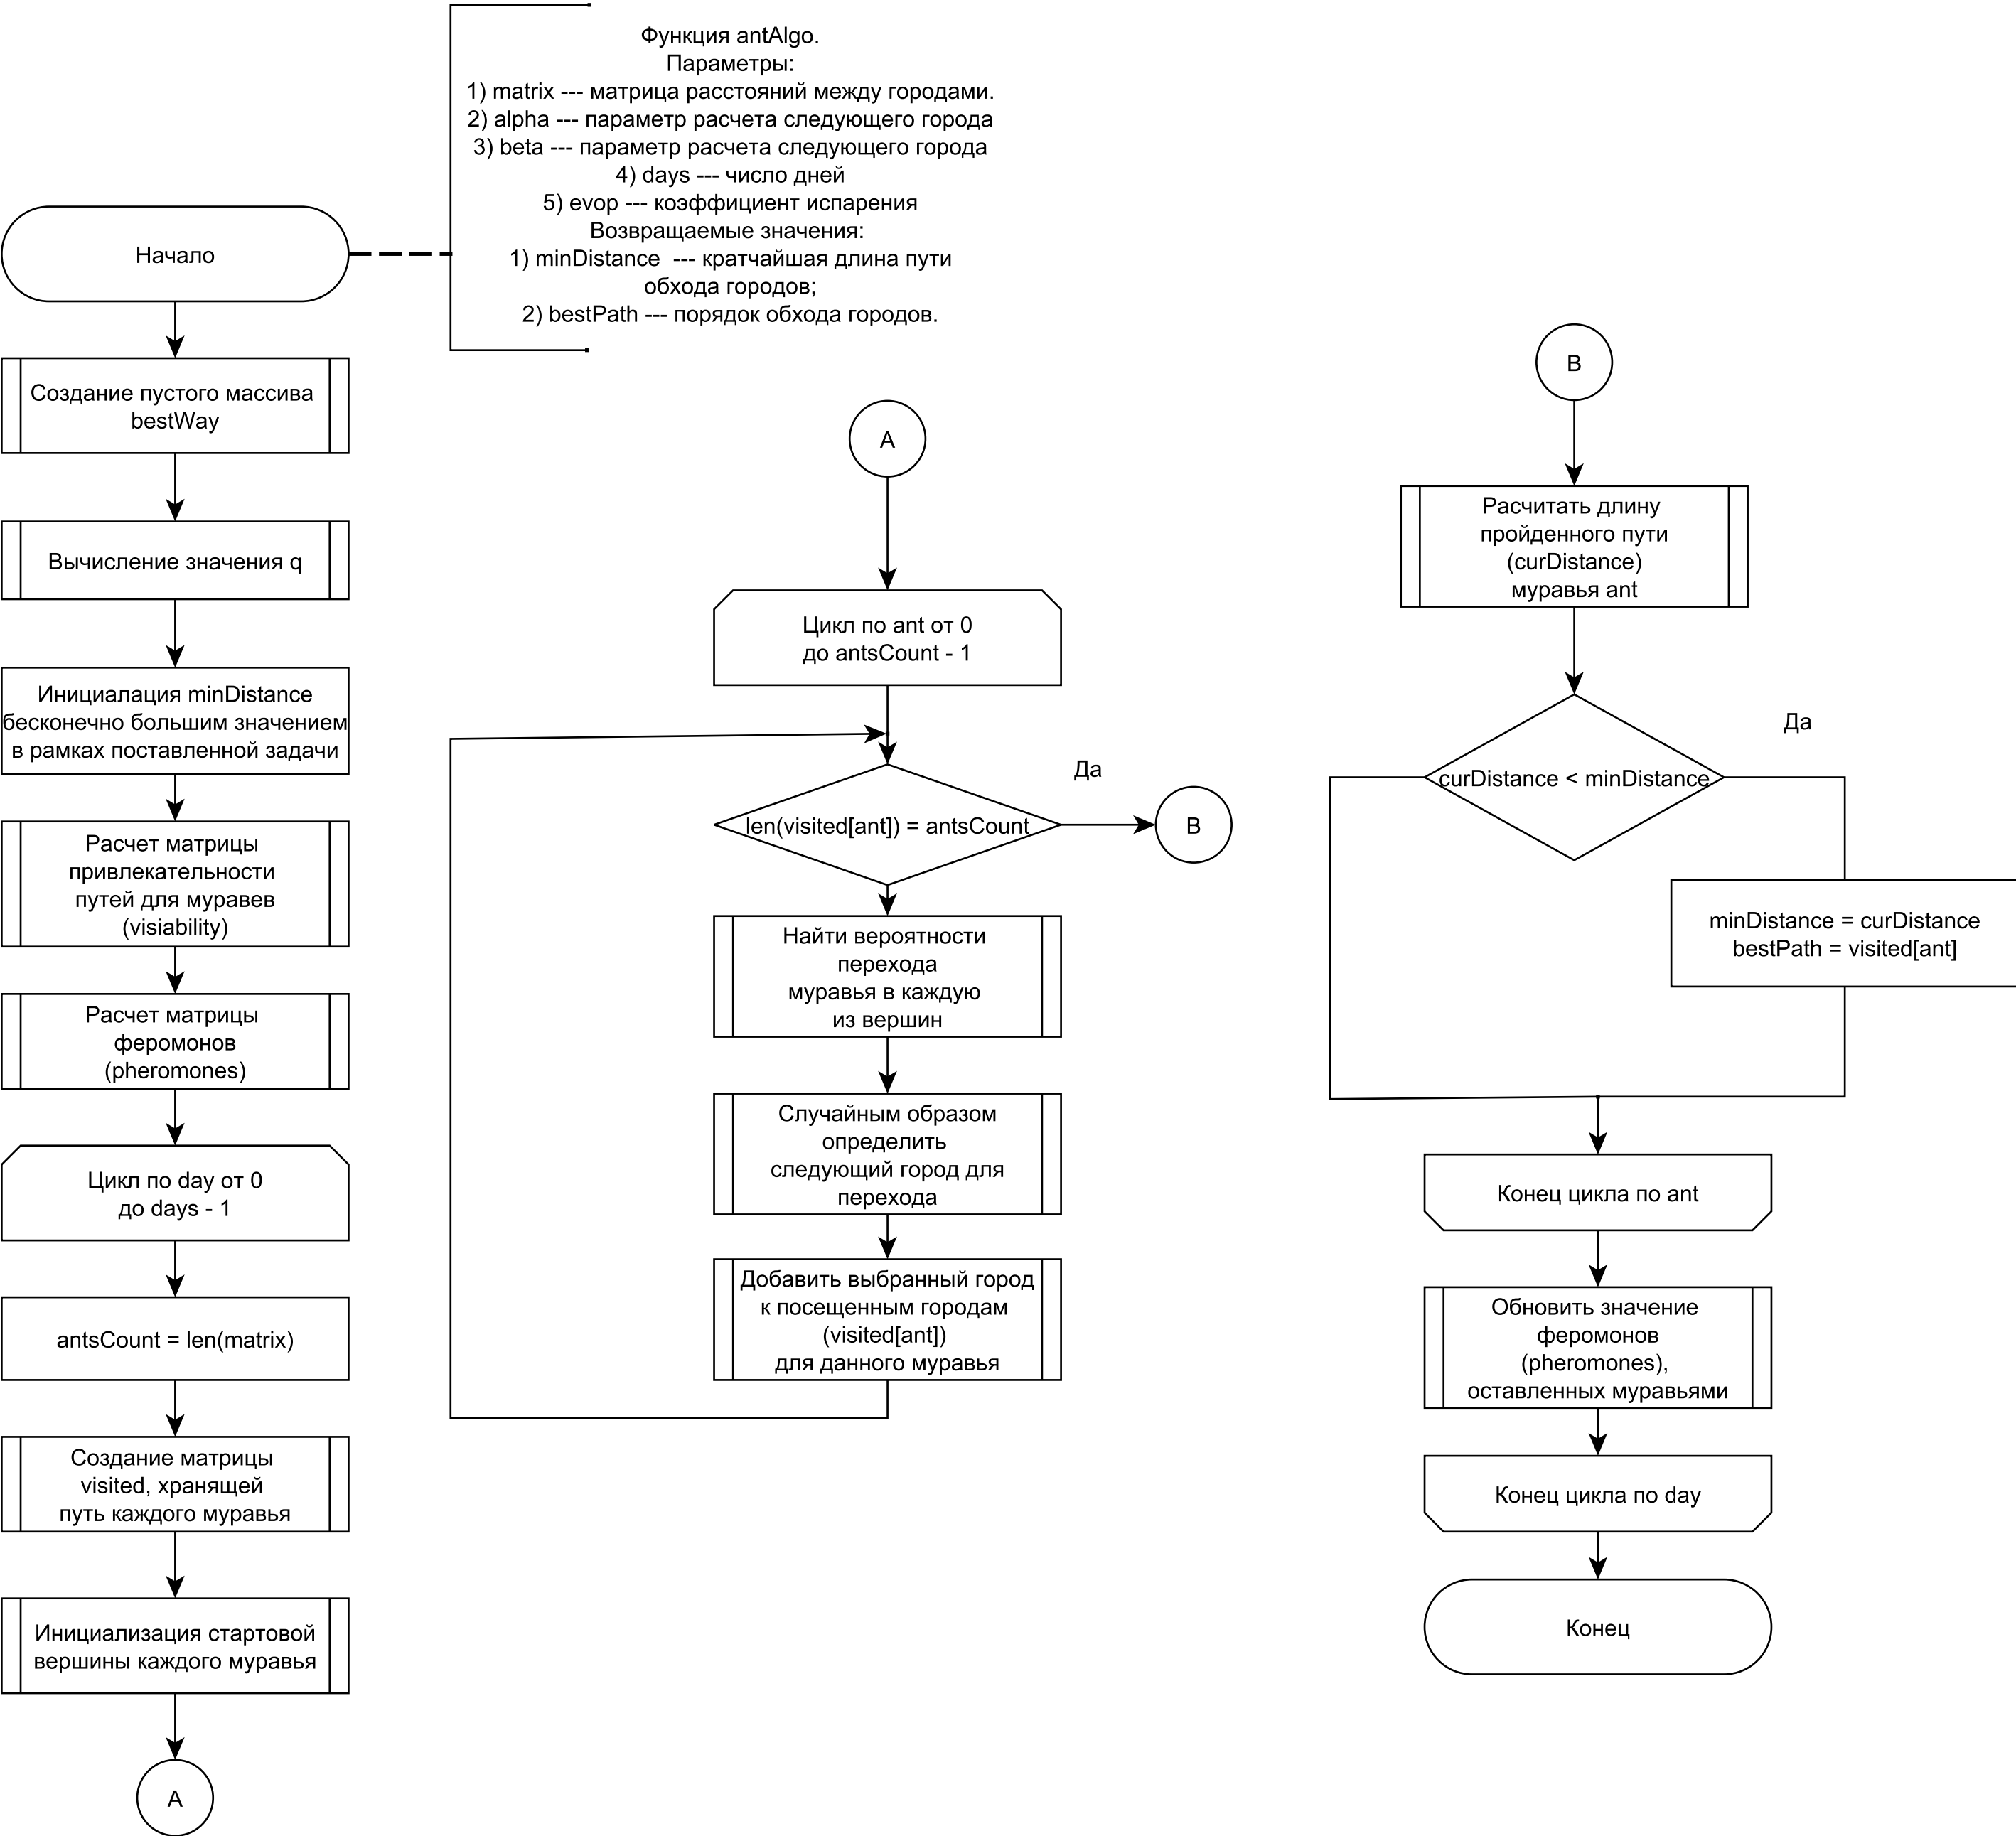 Функция antAlgo.
Параметры:
1) matrix --- матрица расстояний между городами.
2) alpha --- параметр расчета следующего города
3) beta --- параметр расчета следующего города
4) days --- число дней
5) evop --- коэффициент испарения
Возвращаемые значения:
1) minDistance  --- кратчайшая длина пути
обхода городов;
2) bestPath --- порядок обхода городов.
Начало
Создание пустого массива
bestWay
Вычисление значения q
Инициалация minDistance
бесконечно большим значением
в рамках поставленной задачи
Расчет матрицы
привлекательности
путей для муравев
(visiability)
Расчет матрицы
феромонов
(pheromones)
Цикл по day от 0
до days - 1
antsCount = len(matrix)
Создание матрицы
visited, хранящей
путь каждого муравья
Инициализация стартовой
вершины каждого муравья
A
A
Цикл по ant от 0
до antsCount - 1
len(visited[ant]) = antsCount
Да
B
Найти вероятности
перехода
муравья в каждую
из вершин
Случайным образом
определить
следующий город для
перехода
Добавить выбранный город
к посещенным городам
(visited[ant])
для данного муравья
B
Расчитать длину
пройденного пути
(curDistance)
муравья ant
curDistance < minDistance
Да
minDistance = curDistance
bestPath = visited[ant]
Конец цикла по ant
Обновить значение
феромонов
(pheromones),
оставленных муравьями
Конец цикла по day
Конец